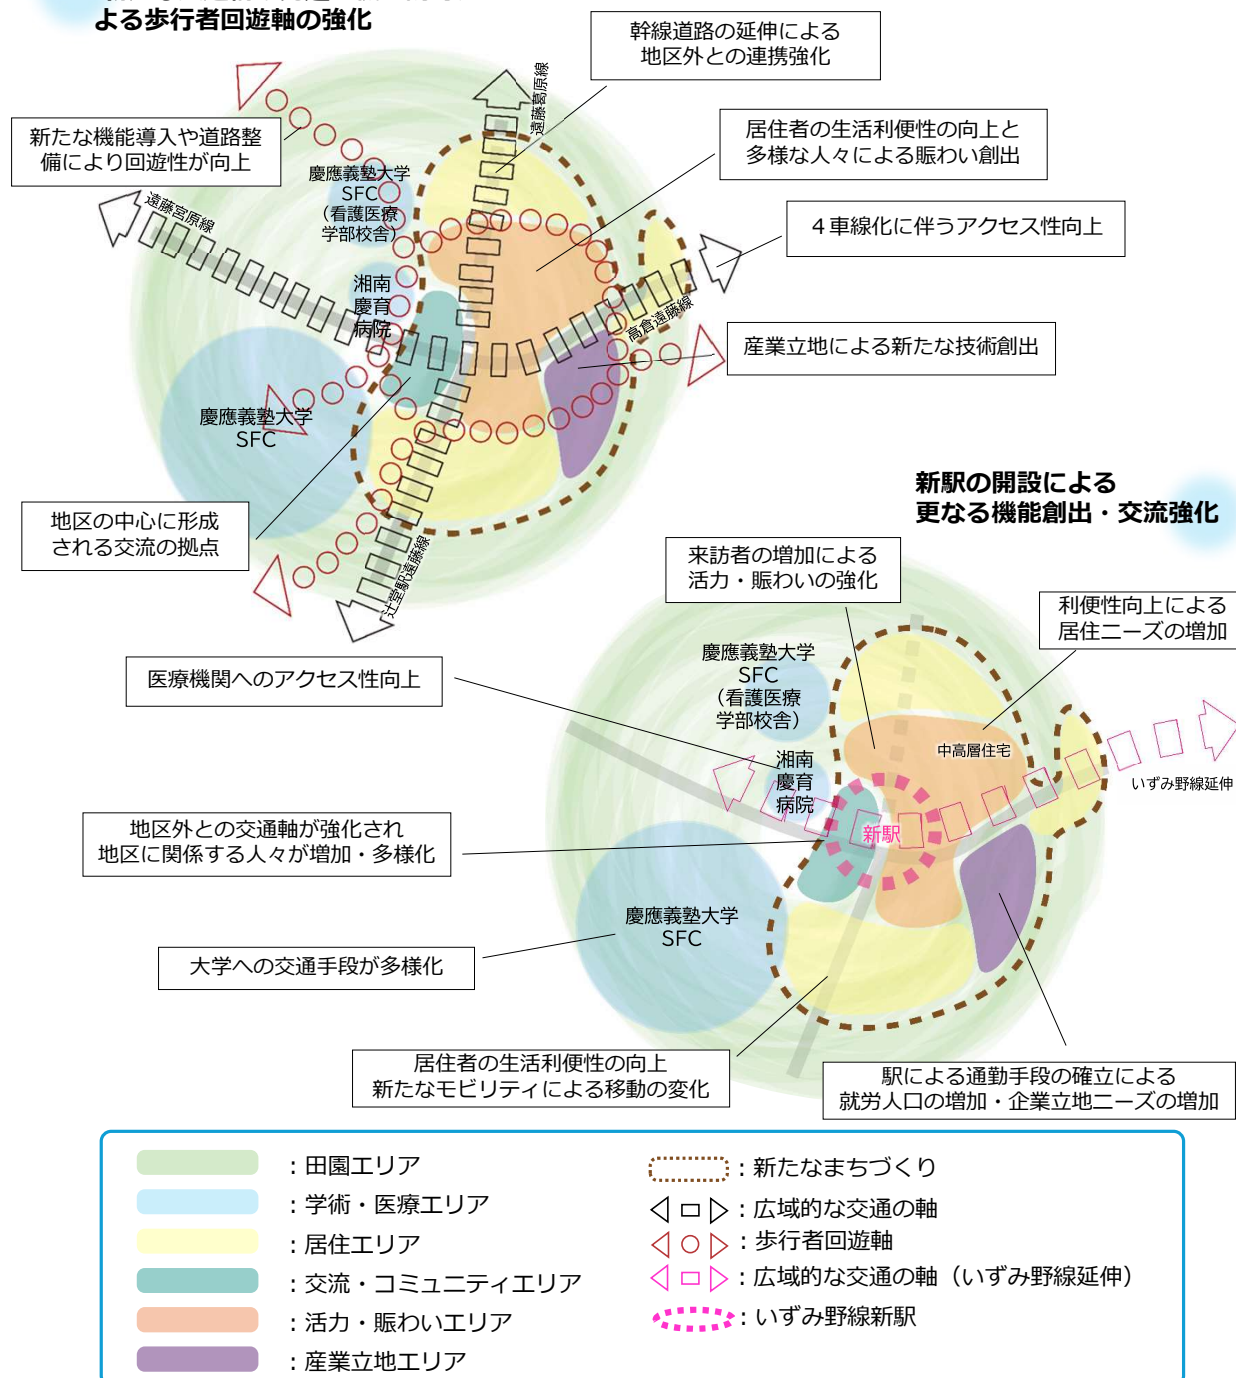 よる歩行者回遊軸の強化
幹線道路の延伸による
地区外との連携強化
新たな機能導入や道路整
備により回遊性が向上
居住者の生活利便性の向上と
多様な人々による賑わい創出
４車線化に伴うアクセス性向上
産業立地による新たな技術創出
地区の中心に形成
される交流の拠点
遠藤葛原線
遠藤宮原線
高倉遠藤線
辻堂駅遠藤線
慶應義塾大学
SFC
（看護医療
学部校舎）
湘南
慶育
病院
慶應義塾大学
SFC
新駅の開設による
更なる機能創出・交流強化
来訪者の増加による
活力・賑わいの強化
利便性向上による
居住ニーズの増加
医療機関へのアクセス性向上
慶應義塾大学
SFC
（看護医療
学部校舎）
中高層住宅
湘南
慶育
病院
いずみ野線延伸
新駅
地区外との交通軸が強化され
地区に関係する人々が増加・多様化
慶應義塾大学
SFC
大学への交通手段が多様化
居住者の生活利便性の向上
新たなモビリティによる移動の変化
駅による通勤手段の確立による
就労人口の増加・企業立地ニーズの増加
：田園エリア
：学術・医療エリア
：居住エリア
：交流・コミュニティエリア
：活力・賑わいエリア
：産業立地エリア
：新たなまちづくり
：広域的な交通の軸
：歩行者回遊軸
：広域的な交通の軸（いずみ野線延伸）
：いずみ野線新駅